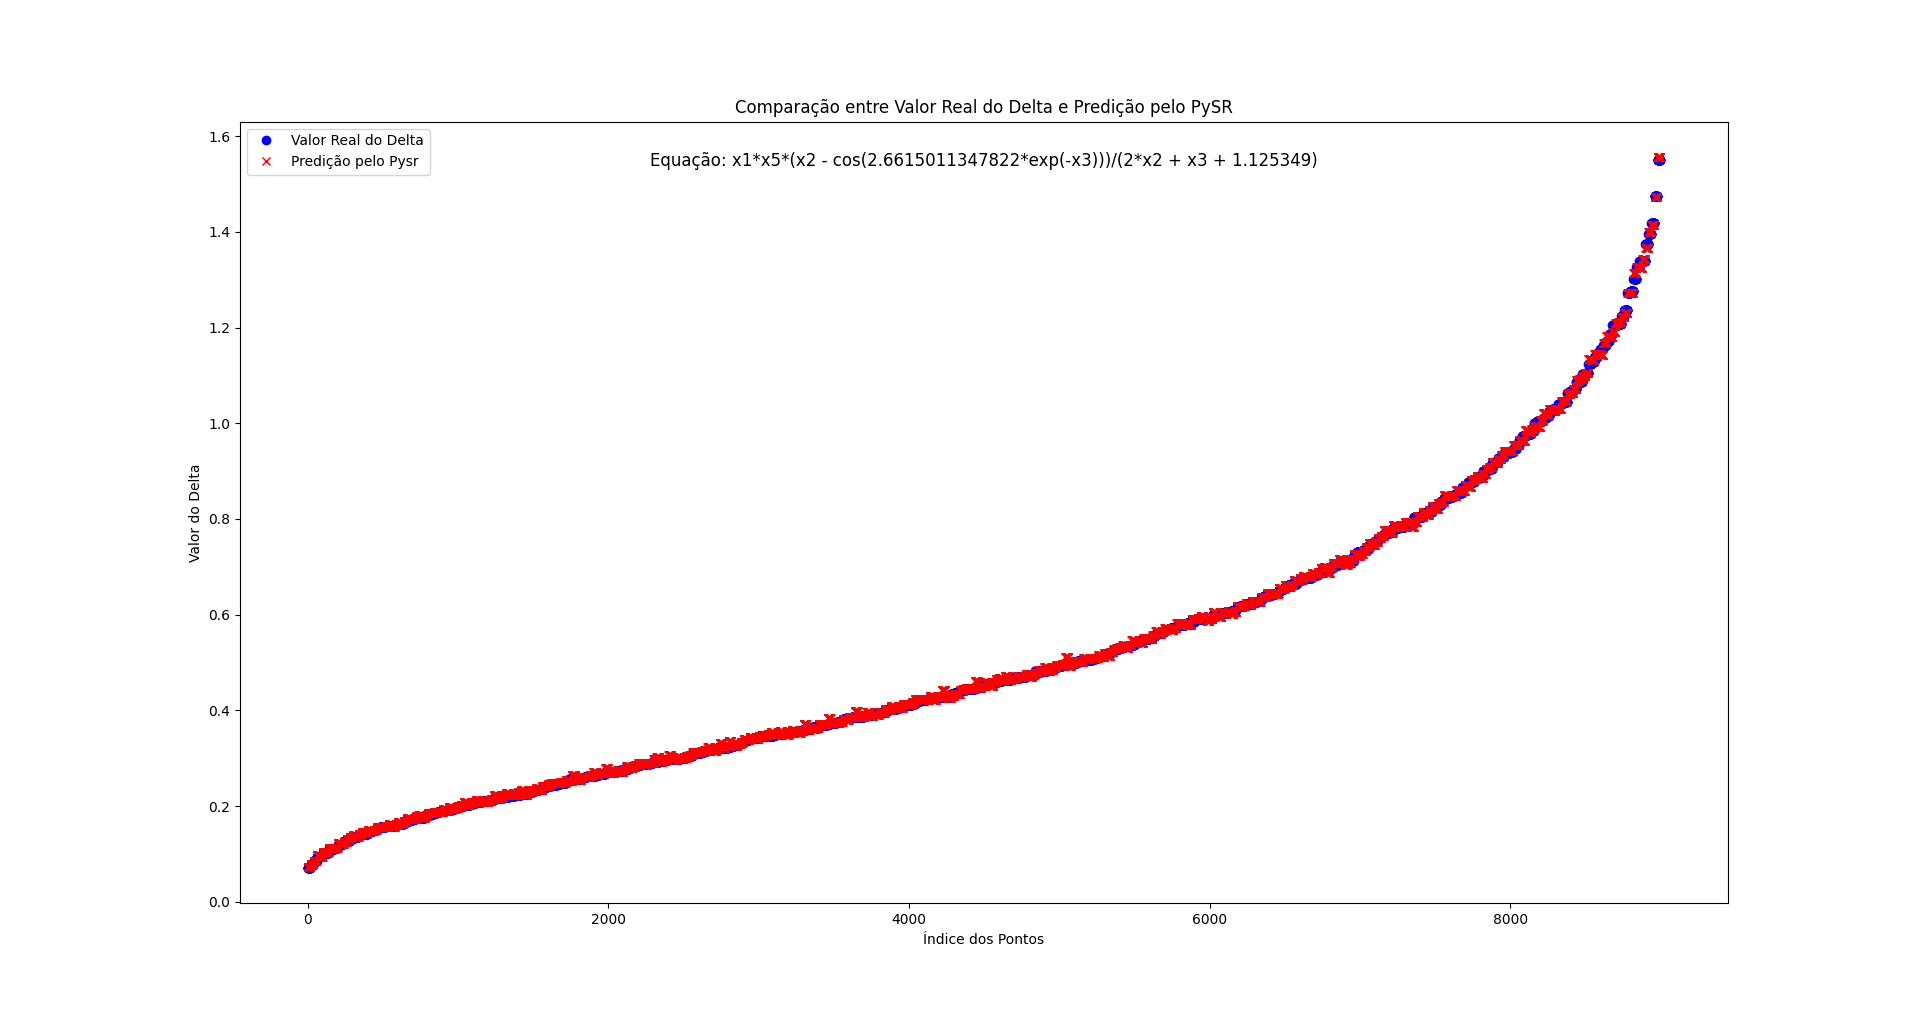 Comparação entre Valor Real do Delta e Predição pelo PySR
Valor Real do Delta
Predição pelo Pysr
Equação: x1*x5*(x2 - cos(2.6615011347822*exp(-x3)))/(2*x2 + x3 + 1.125349)
Valor do Delta
1.6
1.4
1.2
1.0
0.8
0.6
0.4
0.2
0.0
0 2000 4000 6000 8000
Índice dos Pontos